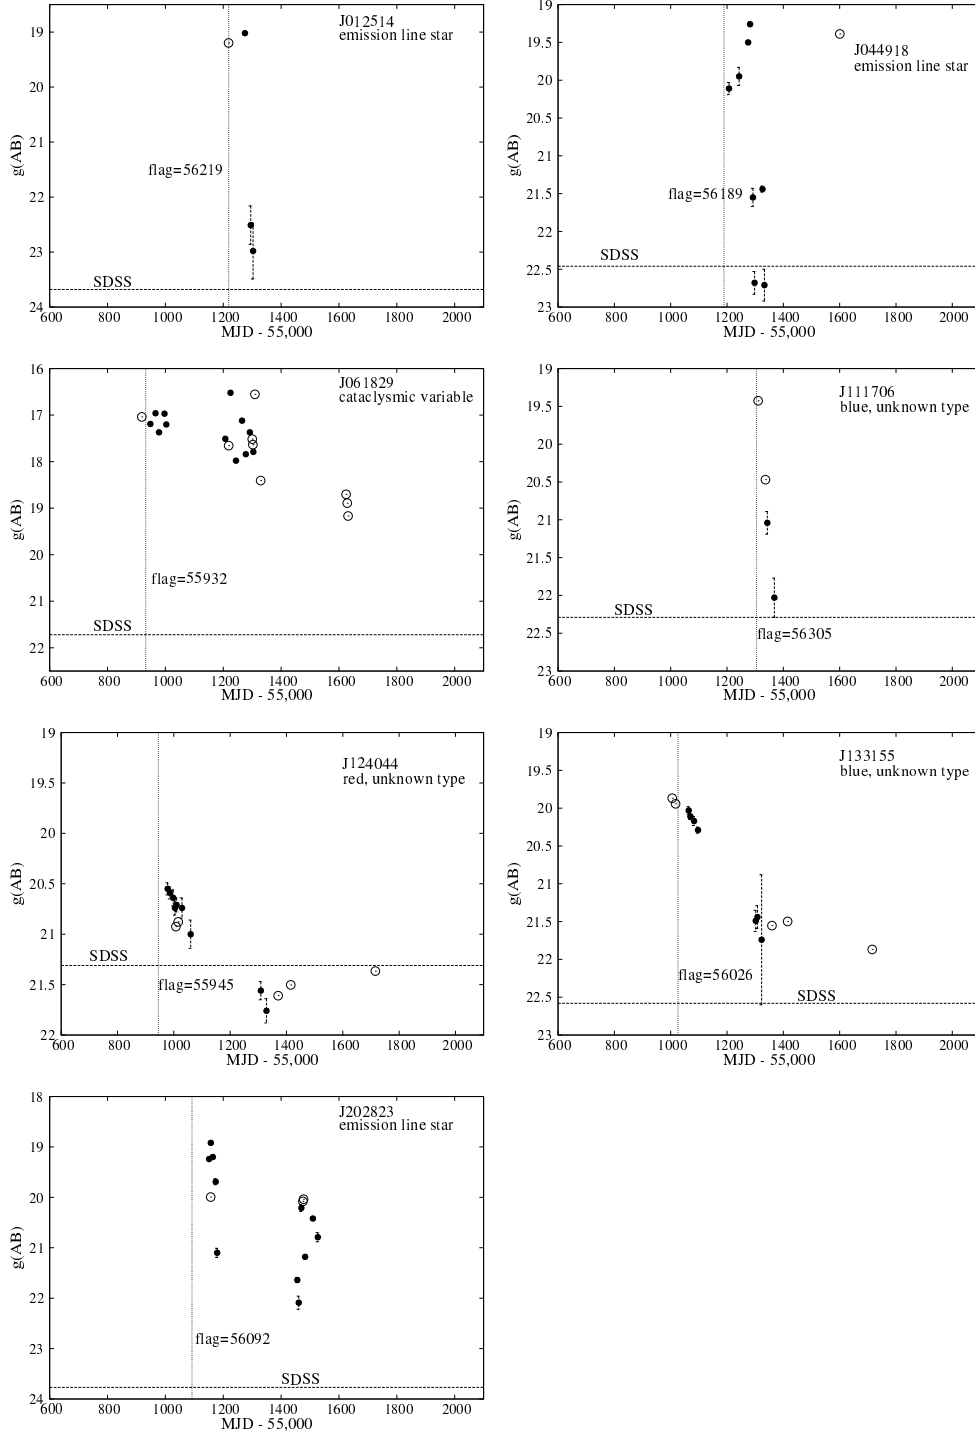 J012514
emission line star
g(AB)
19
20
21
22
23
24
flag=56219
SDSS
600 800 1000 1200 1400 1600 1800 2000
MJD - 55,000
J044918
emission line star
g(AB)
19
19.5
20
20.5
21
21.5
22
22.5
23
flag=56189
SDSS
600 800 1000 1200 1400 1600 1800 2000
MJD - 55,000
J061829
cataclysmic variable
g(AB)
16
17
18
19
20
21
22
flag=55932
SDSS
600 800 1000 1200 1400 1600 1800 2000
MJD - 55,000
J111706
blue, unknown type
g(AB)
19
19.5
20
20.5
21
21.5
22
22.5
23
SDSS
flag=56305
600 800 1000 1200 1400 1600 1800 2000
MJD - 55,000
J124044
red, unknown type
g(AB)
19
19.5
20
20.5
21
21.5
22
SDSS
flag=55945
600 800 1000 1200 1400 1600 1800 2000
MJD - 55,000
J133155
blue, unknown type
g(AB)
19
19.5
20
20.5
21
21.5
22
22.5
23
flag=56026
SDSS
600 800 1000 1200 1400 1600 1800 2000
MJD - 55,000
J202823
emission line star
g(AB)
18
19
20
21
22
23
24
flag=56092
SDSS
600 800 1000 1200 1400 1600 1800 2000
MJD - 55,000